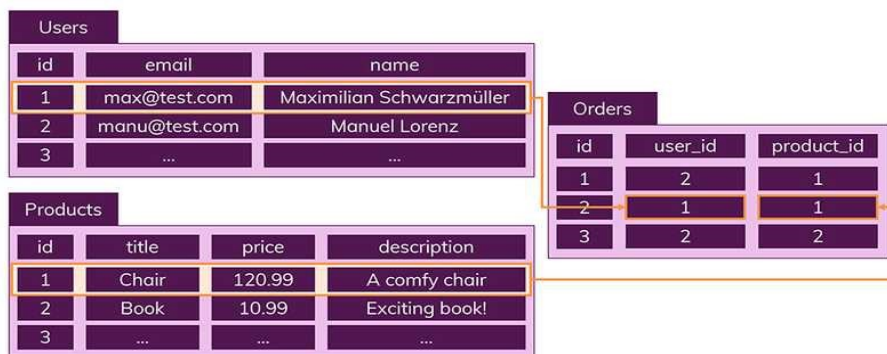 Users
id email name
1 max@test.com Maximilian Schwarzmüller
2 manu@test.com Manuel Lorenz
3 ... ...
Orders
id user_id product_id
1 2 1
2 1 1
3 2 2
Products
id title price description
1 Chair 120.99 A comfy chair
2 Book 10.99 Exciting book!
3 ... ... ...